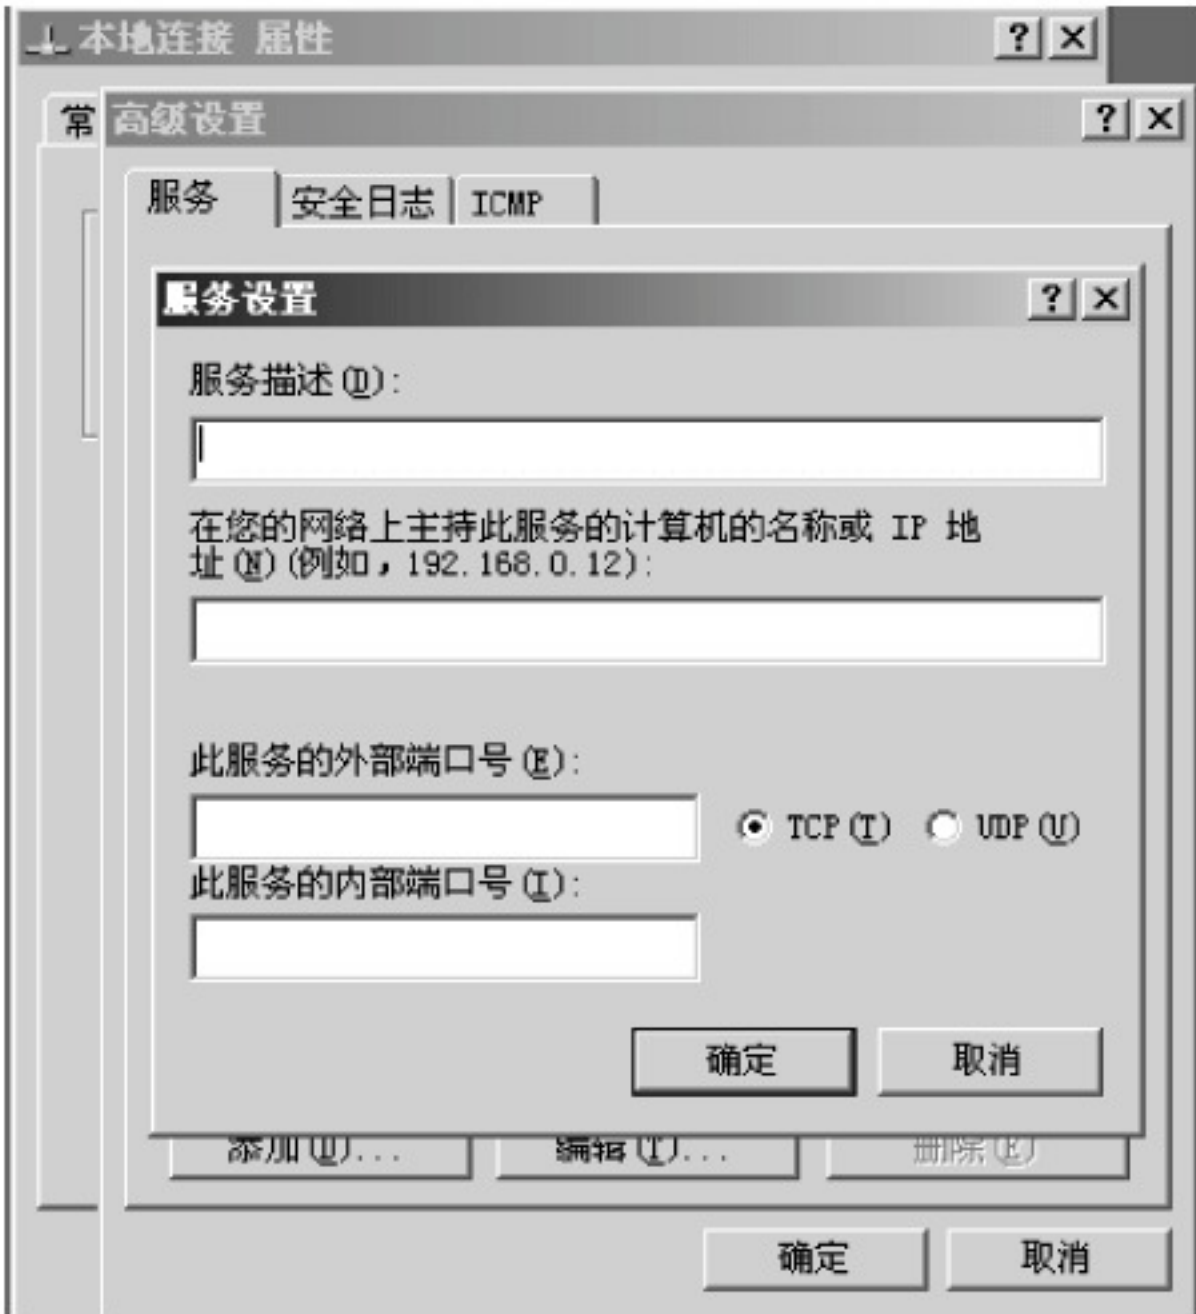 本地连接 属性
常
高级设置
服务 安全日志 ICMP
服务设置
服务描述(D):
在您的网络上主持此服务的计算机的名称或 IP 地
址(N)(例如，192.168.0.12):
此服务的外部端口号(E):
TCP(T) UDP(U)
此服务的内部端口号(I):
确定 取消
添加(D)... 编辑(T)... 删除(E)
确定 取消